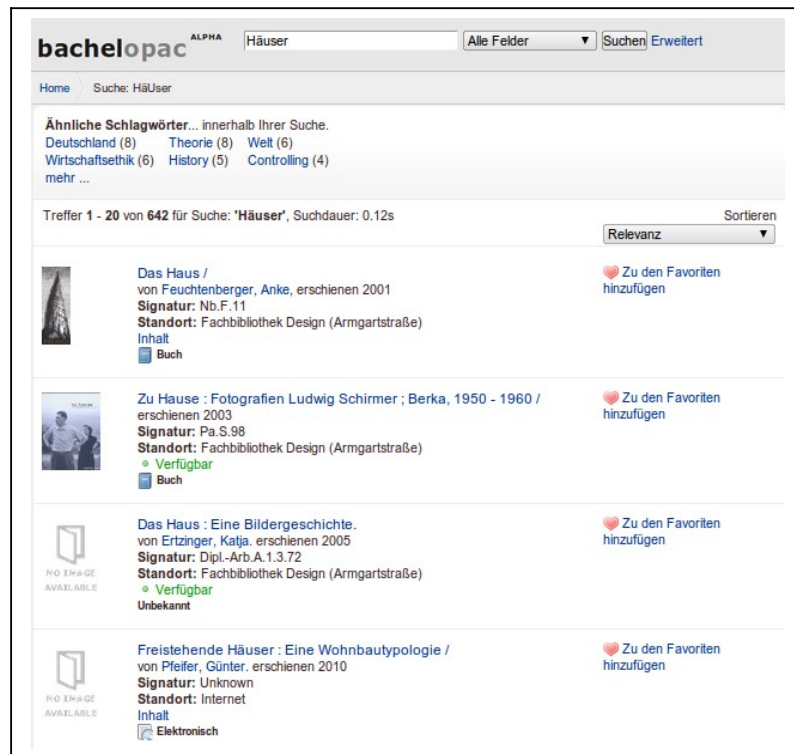 bachelopac ALPHA Häuser Alle Felder Suchen Erweitert
Home Suche: HäUser
Ähnliche Schlagwörter... innerhalb Ihrer Suche.
Deutschland (8) Theorie (8) Welt (6)
Wirtschaftsethik (6) History (5) Controlling (4)
mehr ...
Treffer 1 - 20 von 642 für Suche: 'Häuser', Suchdauer: 0.12s
Sortieren
Relevanz
Das Haus /
von Feuchtenberger, Anke, erschienen 2001
Signatur: Nb.F.11
Standort: Fachbibliothek Design (Armgartstraße)
Inhalt
Buch
Zu den Favoriten
hinzufügen
Zu Hause : Fotografien Ludwig Schirmer ; Berka, 1950 - 1960 /
erschienen 2003
Signatur: Pa.S.98
Standort: Fachbibliothek Design (Armgartstraße)
Verfügbar
Buch
Zu den Favoriten
hinzufügen
NO IMAGE
AVAILABLE
Das Haus : Eine Bildergeschichte.
von Ertzinger, Katja. erschienen 2005
Signatur: Dipl.-Arb.A.1.3.72
Standort: Fachbibliothek Design (Armgartstraße)
Verfügbar
Unbekannt
Zu den Favoriten
hinzufügen
NO IMAGE
AVAILABLE
Freistehende Häuser : Eine Wohnbautypologie /
von Pfeifer, Günter. erschienen 2010
Signatur: Unknown
Standort: Internet
Inhalt
Elektronisch
Zu den Favoriten
hinzufügen